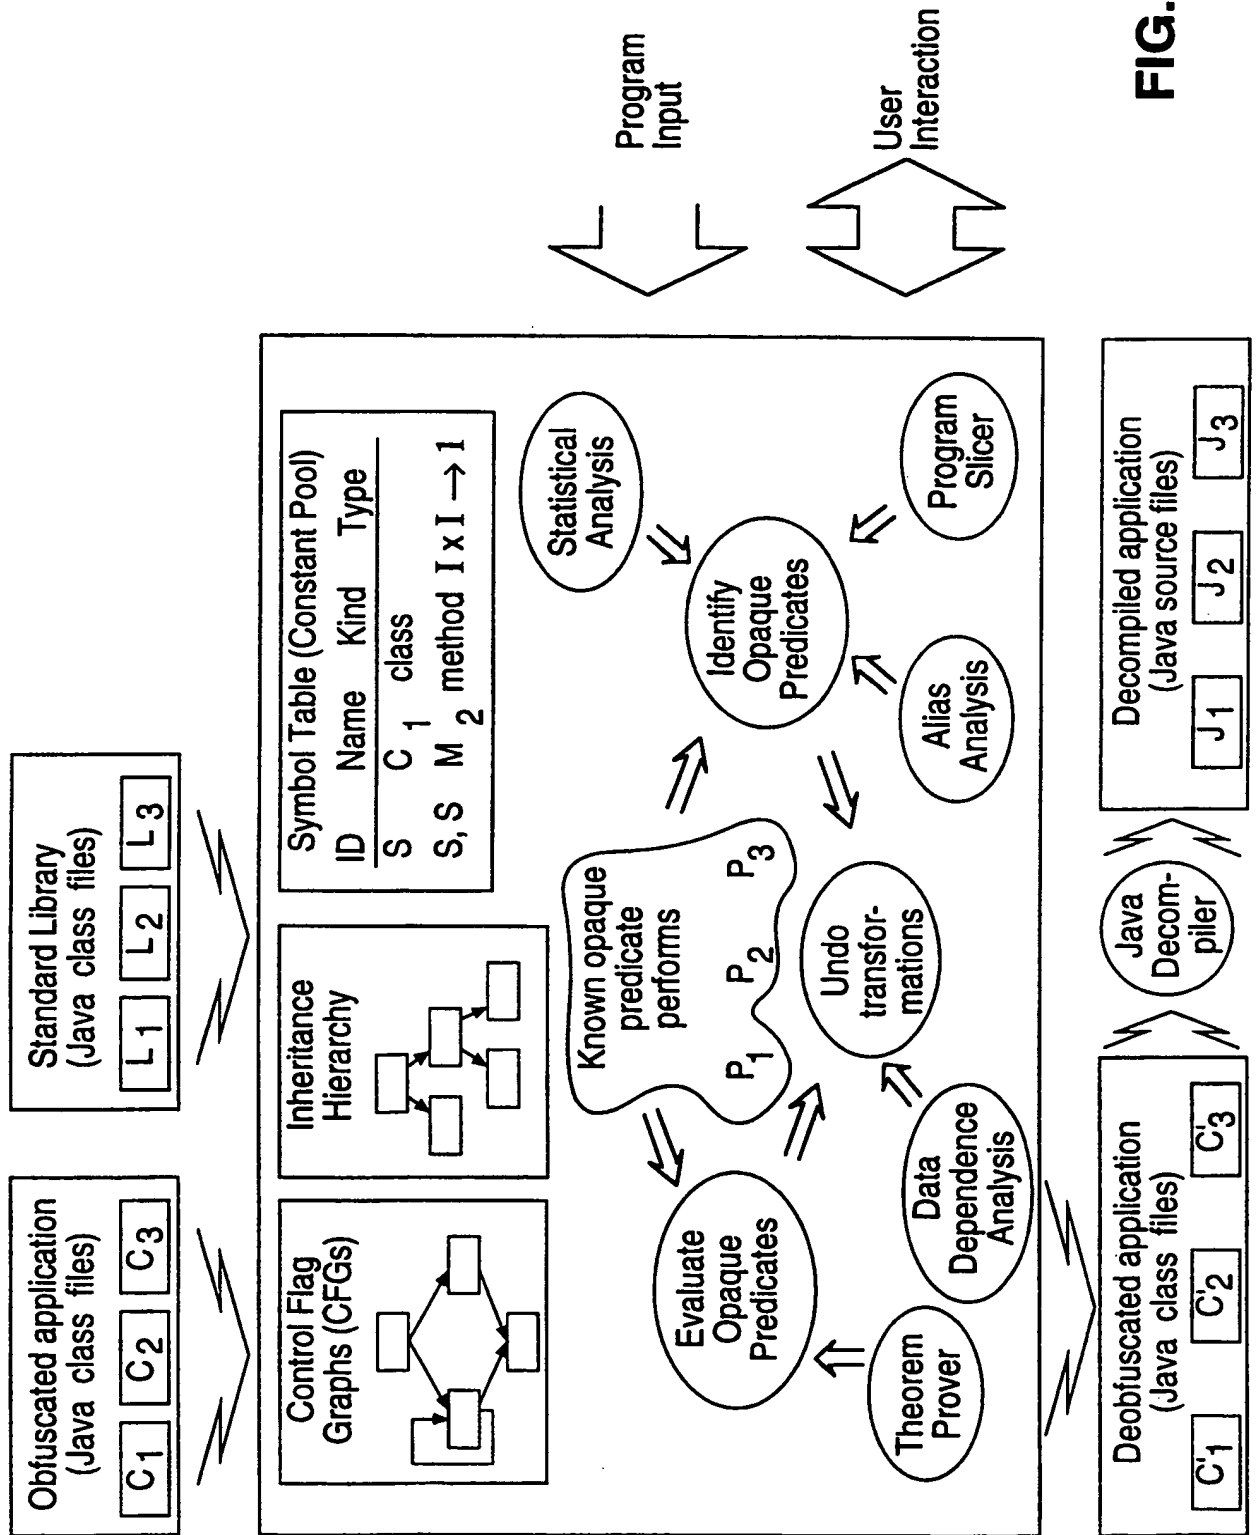 Obfuscated application
(Java class files)
C1 C2 C3
Standard Library
(Java class files)
L1 L2 L3
Control Flag
Graphs (CFGs)
Inheritance
Hierarchy
Symbol Table (Constant Pool)
ID Name Kind Type
S C1 class
S, S M2 method I x I → 1
Known opaque
predicate
performs
P1 P2 P3
Statistical
Analysis
Evaluate
Opaque
Predicates
Identify
Opaque
Predicates
Undo
transfor-
mations
Theorem
Prover
Data
Dependence
Analysis
Alias
Analysis
Program
Slicer
Program
Input
User
Interaction
Deobfuscated application
(Java class files)
C'1 C'2 C'3
Java
Decom-
piler
Decompiled application
(Java source files)
J1 J2 J3
FIG.